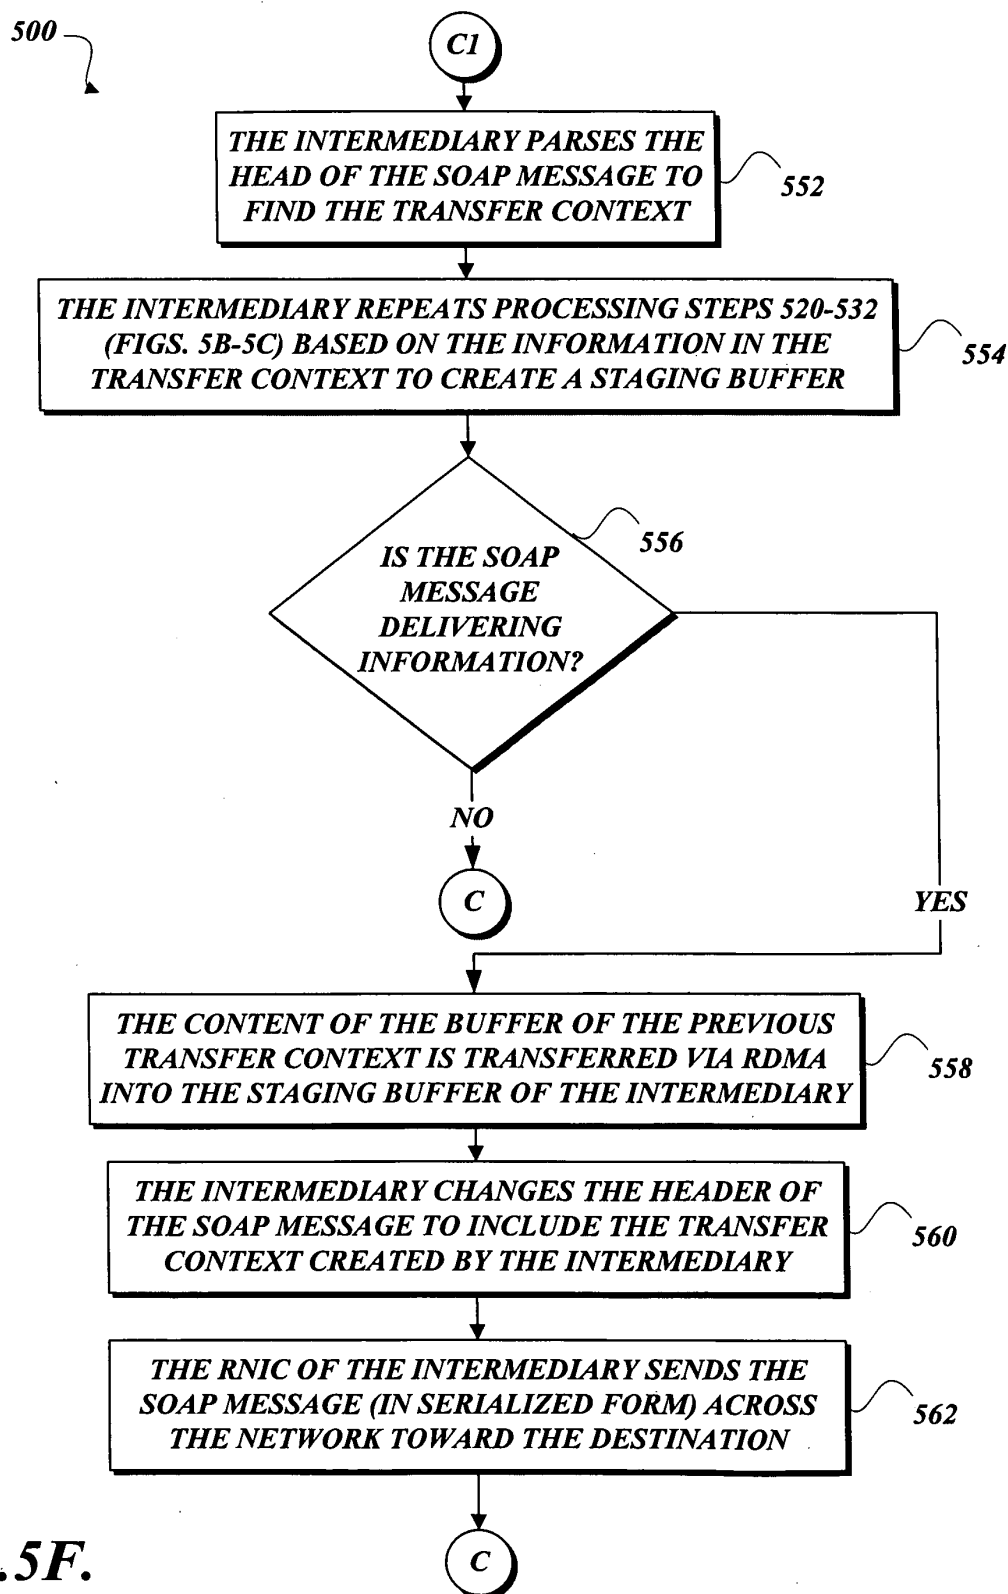 500
C1
THE INTERMEDIARY PARSES THE
HEAD OF THE SOAP MESSAGE TO
FIND THE TRANSFER CONTEXT
552
THE INTERMEDIARY REPEATS PROCESSING STEPS 520-532
(FIGS. 5B-5C) BASED ON THE INFORMATION IN THE
TRANSFER CONTEXT TO CREATE A STAGING BUFFER
554
IS THE SOAP
MESSAGE
DELIVERING
INFORMATION?
556
NO
C
YES
THE CONTENT OF THE BUFFER OF THE PREVIOUS
TRANSFER CONTEXT IS TRANSFERRED VIA RDMA
INTO THE STAGING BUFFER OF THE INTERMEDIARY
558
THE INTERMEDIARY CHANGES THE HEADER OF
THE SOAP MESSAGE TO INCLUDE THE TRANSFER
CONTEXT CREATED BY THE INTERMEDIARY
560
THE RNIC OF THE INTERMEDIARY SENDS THE
SOAP MESSAGE (IN SERIALIZED FORM) ACROSS
THE NETWORK TOWARD THE DESTINATION
562
C
.5F.